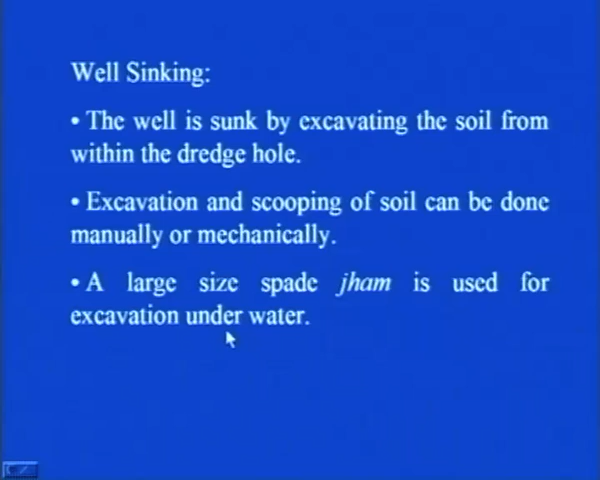 Well Sinking:
• The well is sunk by excavating the soil from
within the dredge hole.
• Excavation and scooping of soil can be done
manually or mechanically.
• A large size spade jham is used for
excavation under water.